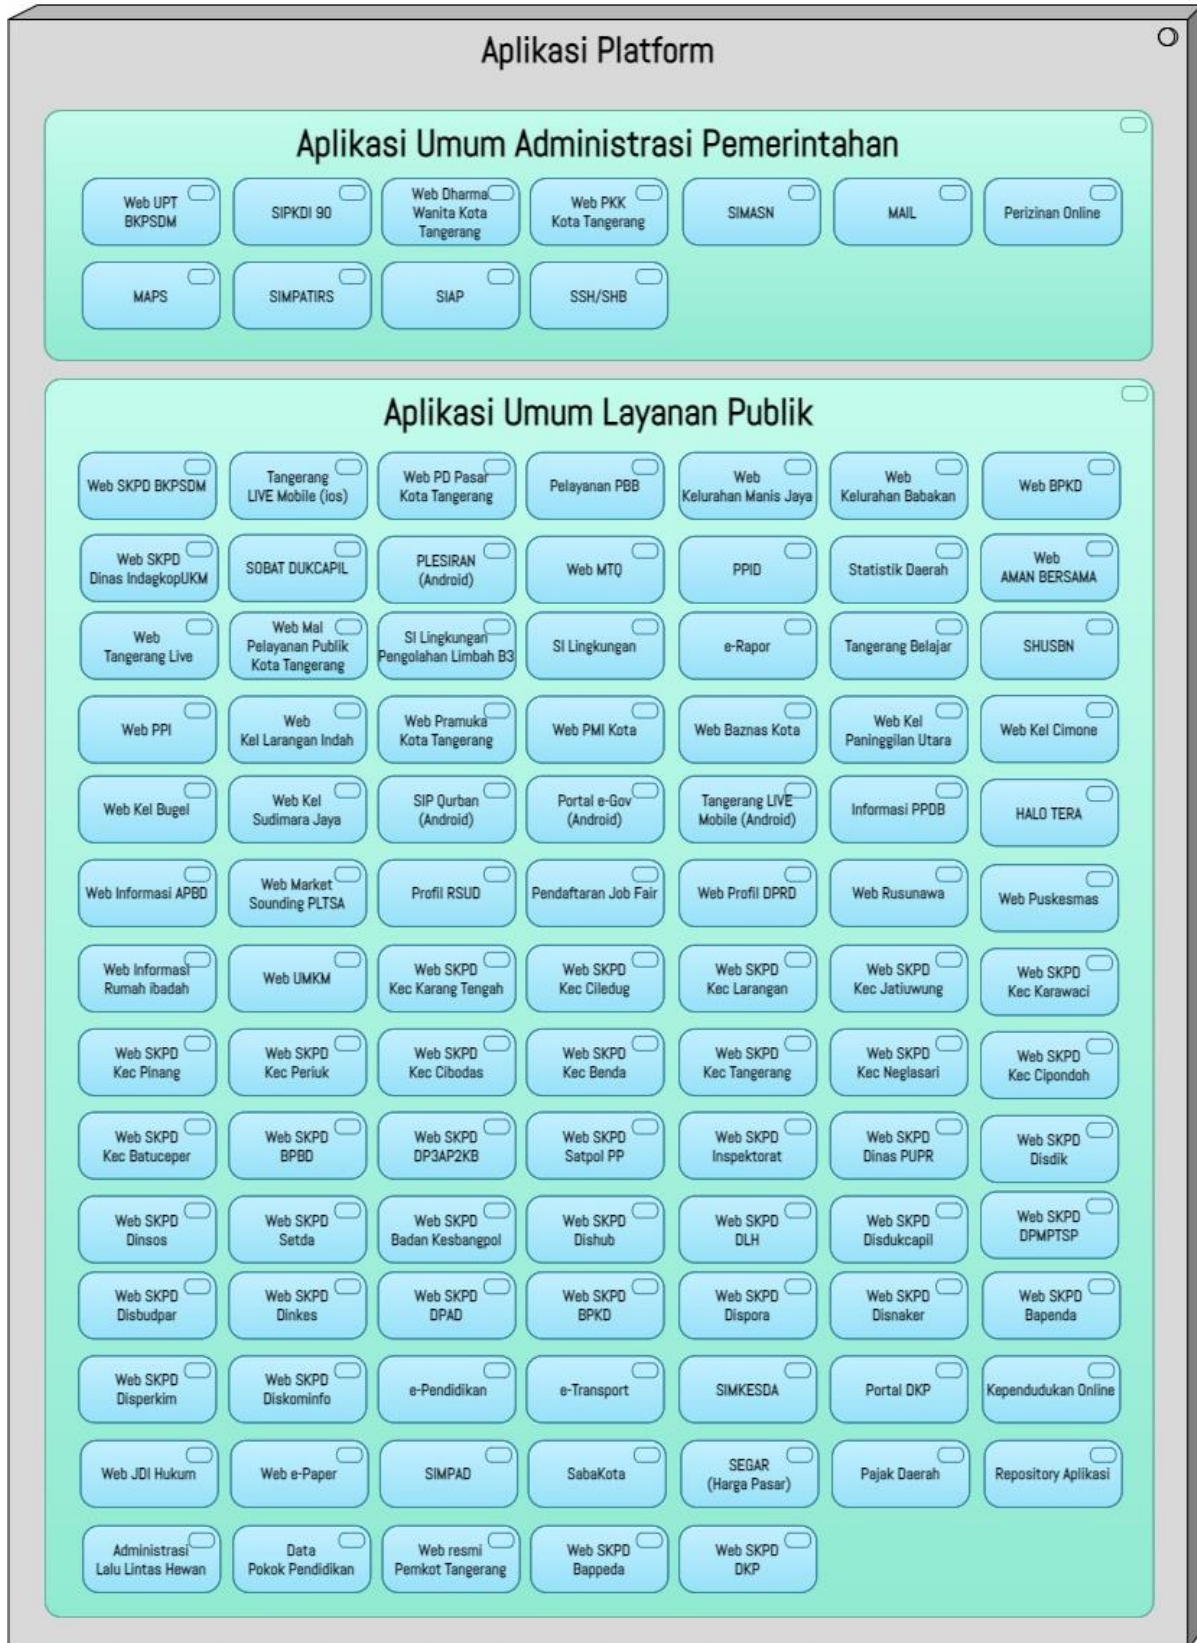 Aplikasi Platform
Aplikasi Umum Administrasi Pemerintahan
Web UPT
BKPSDM
SIPKDI 90
Web Dharma
Wanita Kota
Tangerang
Web PKK
Kota Tangerang
SIMASN
MAIL
Perizinan Online
MAPS
SIMPATIRS
SIAP
SSH/SHB
Aplikasi Umum Layanan Publik
Web SKPD BKPSDM
Tangerang
LIVE Mobile (ios)
Web PD Pasar
Kota Tangerang
Pelayanan PBB
Web
Kelurahan Manis Jaya
Web
Kelurahan Babakan
Web BPKD
Web SKPD
Dinas IndagkopUKM
SOBAT DUKCAPIL
PLESIRAN
(Android)
Web MTQ
PPID
Statistik Daerah
Web
AMAN BERSAMA
Web
Tangerang Live
Web Mal
Pelayanan Publik
Kota Tangerang
SI Lingkungan
Pengolahan Limbah B3
SI Lingkungan
e-Rapor
Tangerang Belajar
SHUSBN
Web PPI
Web
Kel Larangan Indah
Web Pramuka
Kota Tangerang
Web PMI Kota
Web Baznas Kota
Web Kel
Paninggilan Utara
Web Kel Cimone
Web Kel Bugel
Web Kel
Sudimara Jaya
SIP Qurban
(Android)
Portal e-Gov
(Android)
Tangerang LIVE
Mobile (Android)
Informasi PPDB
HALO TERA
Web Informasi APBD
Web Market
Sounding PLTSA
Profil RSUD
Pendaftaran Job Fair
Web Profil DPRD
Web Rusunawa
Web Puskesmas
Web Informasi
Rumah ibadah
Web UMKM
Web SKPD
Kec Karang Tengah
Web SKPD
Kec Ciledug
Web SKPD
Kec Larangan
Web SKPD
Kec Jatiuwung
Web SKPD
Kec Karawaci
Web SKPD
Kec Pinang
Web SKPD
Kec Periuk
Web SKPD
Kec Cibodas
Web SKPD
Kec Benda
Web SKPD
Kec Tangerang
Web SKPD
Kec Neglasari
Web SKPD
Kec Cipondoh
Web SKPD
Kec Batuceper
Web SKPD
BPBD
Web SKPD
DP3AP2KB
Web SKPD
Satpol PP
Web SKPD
Inspektorat
Web SKPD
Dinas PUPR
Web SKPD
Disdik
Web SKPD
Dinsos
Web SKPD
Setda
Web SKPD
Badan Kesbangpol
Web SKPD
Dishub
Web SKPD
DLH
Web SKPD
Disdukcapil
Web SKPD
DPMPTSP
Web SKPD
Disbudpar
Web SKPD
Dinkes
Web SKPD
DPAD
Web SKPD
BPKD
Web SKPD
Dispora
Web SKPD
Disnaker
Web SKPD
Bapenda
Web SKPD
Disperkim
Web SKPD
Diskominfo
e-Pendidikan
e-Transport
SIMKESDA
Portal DKP
Kependudukan Online
Web JDI Hukum
Web e-Paper
SIMPAD
SabaKota
SEGAR
(Harga Pasar)
Pajak Daerah
Repository Aplikasi
Administrasi
Lalu Lintas Hewan
Data
Pokok Pendidikan
Web resmi
Pemkot Tangerang
Web SKPD
Bappeda
Web SKPD
DKP